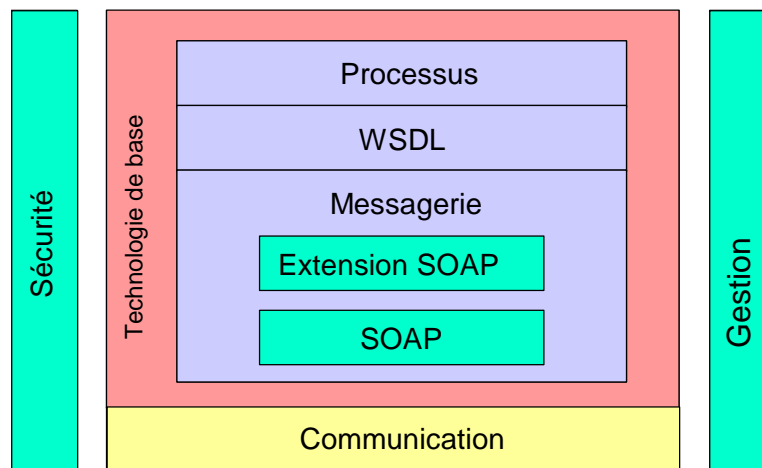 Sécurité
Technologie de base
Processus
WSDL
Messagerie
Extension SOAP
SOAP
Communication
Gestion